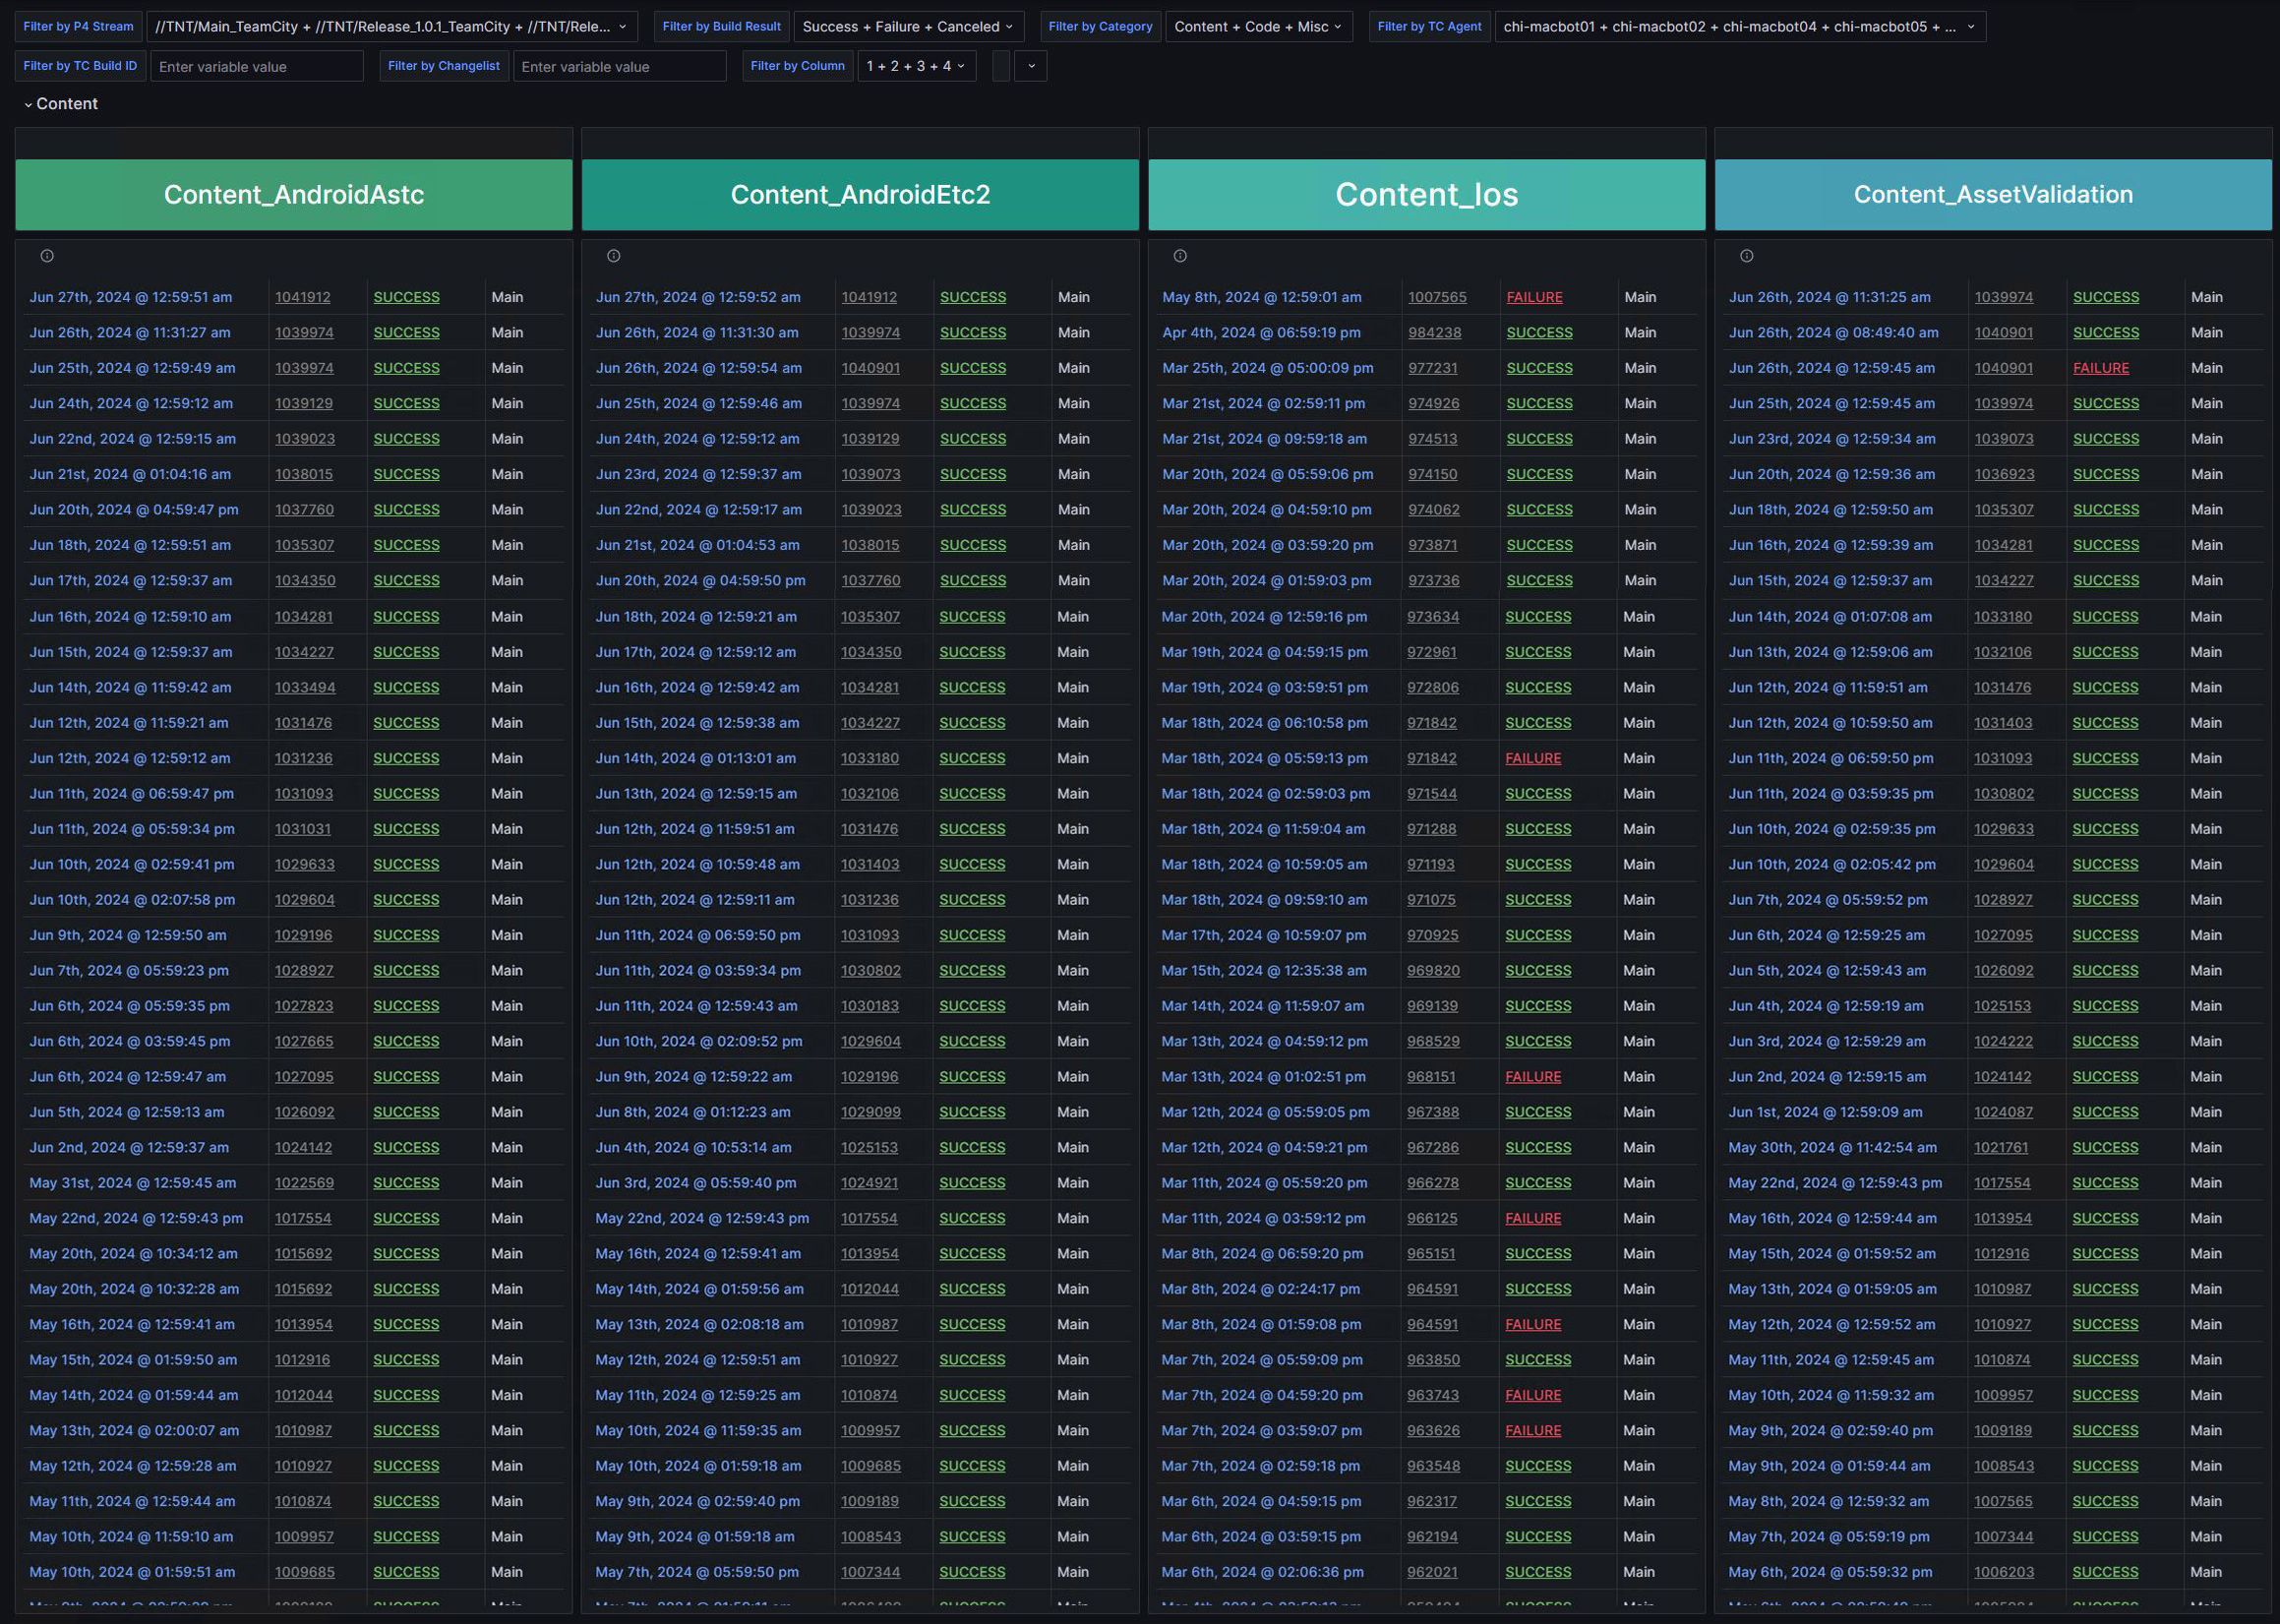 Filter by P4 Stream //TNT/Main_TeamCity + //TNT/Release_1.0.1_TeamCity + //TNT/Rele... Filter by Build Result Success + Failure + Canceled Filter by Category Content + Code + Misc Filter by TC Agent chi-macbot01 + chi-macbot02 + chi-macbot04 + chi-macbot05 + ...
Filter by TC Build ID Enter variable value Filter by Changelist Enter variable value Filter by Column 1 + 2 + 3 + 4
Content
Content_AndroidAstc
Jun 27th, 2024 @ 12:59:51 am 1041912 SUCCESS Main
Jun 26th, 2024 @ 11:31:27 am 1039974 SUCCESS Main
Jun 25th, 2024 @ 12:59:49 am 1039974 SUCCESS Main
Jun 24th, 2024 @ 12:59:12 am 1039129 SUCCESS Main
Jun 22nd, 2024 @ 12:59:15 am 1039023 SUCCESS Main
Jun 21st, 2024 @ 01:04:16 am 1038015 SUCCESS Main
Jun 20th, 2024 @ 04:59:47 pm 1037760 SUCCESS Main
Jun 18th, 2024 @ 12:59:51 am 1035307 SUCCESS Main
Jun 17th, 2024 @ 12:59:37 am 1034350 SUCCESS Main
Jun 16th, 2024 @ 12:59:10 am 1034281 SUCCESS Main
Jun 15th, 2024 @ 12:59:37 am 1034227 SUCCESS Main
Jun 14th, 2024 @ 11:59:42 am 1033494 SUCCESS Main
Jun 12th, 2024 @ 11:59:21 am 1031476 SUCCESS Main
Jun 12th, 2024 @ 12:59:12 am 1031236 SUCCESS Main
Jun 11th, 2024 @ 06:59:47 pm 1031093 SUCCESS Main
Jun 11th, 2024 @ 05:59:34 pm 1031031 SUCCESS Main
Jun 10th, 2024 @ 02:59:41 pm 1029633 SUCCESS Main
Jun 10th, 2024 @ 02:07:58 pm 1029604 SUCCESS Main
Jun 9th, 2024 @ 12:59:50 am 1029196 SUCCESS Main
Jun 7th, 2024 @ 05:59:23 pm 1028927 SUCCESS Main
Jun 6th, 2024 @ 05:59:35 pm 1027823 SUCCESS Main
Jun 6th, 2024 @ 03:59:45 pm 1027665 SUCCESS Main
Jun 6th, 2024 @ 12:59:47 am 1027095 SUCCESS Main
Jun 5th, 2024 @ 12:59:13 am 1026092 SUCCESS Main
Jun 2nd, 2024 @ 12:59:37 am 1024142 SUCCESS Main
May 31st, 2024 @ 12:59:45 am 1022569 SUCCESS Main
May 22nd, 2024 @ 12:59:43 pm 1017554 SUCCESS Main
May 20th, 2024 @ 10:34:12 am 1015692 SUCCESS Main
May 20th, 2024 @ 10:32:28 am 1015692 SUCCESS Main
May 16th, 2024 @ 12:59:41 am 1013954 SUCCESS Main
May 15th, 2024 @ 01:59:50 am 1012916 SUCCESS Main
May 14th, 2024 @ 01:59:44 am 1012044 SUCCESS Main
May 13th, 2024 @ 02:00:07 am 1010987 SUCCESS Main
May 12th, 2024 @ 12:59:28 am 1010927 SUCCESS Main
May 11th, 2024 @ 12:59:44 am 1010874 SUCCESS Main
May 10th, 2024 @ 11:59:10 am 1009957 SUCCESS Main
May 10th, 2024 @ 01:59:51 am 1009685 SUCCESS Main
Content_AndroidEtc2
Jun 27th, 2024 @ 12:59:52 am 1041912 SUCCESS Main
Jun 26th, 2024 @ 11:31:30 am 1039974 SUCCESS Main
Jun 26th, 2024 @ 12:59:54 am 1040901 SUCCESS Main
Jun 25th, 2024 @ 12:59:46 am 1039974 SUCCESS Main
Jun 24th, 2024 @ 12:59:12 am 1039129 SUCCESS Main
Jun 23rd, 2024 @ 12:59:37 am 1039073 SUCCESS Main
Jun 22nd, 2024 @ 12:59:17 am 1039023 SUCCESS Main
Jun 21st, 2024 @ 01:04:53 am 1038015 SUCCESS Main
Jun 20th, 2024 @ 04:59:50 pm 1037760 SUCCESS Main
Jun 18th, 2024 @ 12:59:21 am 1035307 SUCCESS Main
Jun 17th, 2024 @ 12:59:12 am 1034350 SUCCESS Main
Jun 16th, 2024 @ 12:59:42 am 1034281 SUCCESS Main
Jun 15th, 2024 @ 12:59:38 am 1034227 SUCCESS Main
Jun 14th, 2024 @ 01:13:01 am 1033180 SUCCESS Main
Jun 13th, 2024 @ 12:59:15 am 1032106 SUCCESS Main
Jun 12th, 2024 @ 11:59:51 am 1031476 SUCCESS Main
Jun 12th, 2024 @ 10:59:48 am 1031403 SUCCESS Main
Jun 12th, 2024 @ 12:59:11 am 1031236 SUCCESS Main
Jun 11th, 2024 @ 06:59:50 pm 1031093 SUCCESS Main
Jun 11th, 2024 @ 03:59:34 pm 1030802 SUCCESS Main
Jun 11th, 2024 @ 12:59:43 am 1030183 SUCCESS Main
Jun 10th, 2024 @ 02:09:52 pm 1029604 SUCCESS Main
Jun 9th, 2024 @ 12:59:22 am 1029196 SUCCESS Main
Jun 8th, 2024 @ 01:12:23 am 1029099 SUCCESS Main
Jun 4th, 2024 @ 10:53:14 am 1025153 SUCCESS Main
Jun 3rd, 2024 @ 05:59:40 pm 1024921 SUCCESS Main
May 22nd, 2024 @ 12:59:43 pm 1017554 SUCCESS Main
May 16th, 2024 @ 12:59:41 am 1013954 SUCCESS Main
May 14th, 2024 @ 01:59:56 am 1012044 SUCCESS Main
May 13th, 2024 @ 02:08:18 am 1010987 SUCCESS Main
May 12th, 2024 @ 12:59:51 am 1010927 SUCCESS Main
May 11th, 2024 @ 12:59:25 am 1010874 SUCCESS Main
May 10th, 2024 @ 11:59:35 am 1009957 SUCCESS Main
May 10th, 2024 @ 01:59:18 am 1009685 SUCCESS Main
May 9th, 2024 @ 02:59:40 pm 1009189 SUCCESS Main
May 9th, 2024 @ 01:59:18 am 1008543 SUCCESS Main
May 7th, 2024 @ 05:59:50 pm 1007344 SUCCESS Main
Content_Ios
May 8th, 2024 @ 12:59:01 am 1007565 FAILURE Main
Apr 4th, 2024 @ 06:59:19 pm 984238 SUCCESS Main
Mar 25th, 2024 @ 05:00:09 pm 977231 SUCCESS Main
Mar 21st, 2024 @ 02:59:11 pm 974926 SUCCESS Main
Mar 21st, 2024 @ 09:59:18 am 974513 SUCCESS Main
Mar 20th, 2024 @ 05:59:06 pm 974150 SUCCESS Main
Mar 20th, 2024 @ 04:59:10 pm 974062 SUCCESS Main
Mar 20th, 2024 @ 03:59:20 pm 973871 SUCCESS Main
Mar 20th, 2024 @ 01:59:03 pm 973736 SUCCESS Main
Mar 20th, 2024 @ 12:59:16 pm 973634 SUCCESS Main
Mar 19th, 2024 @ 04:59:15 pm 972961 SUCCESS Main
Mar 19th, 2024 @ 03:59:51 pm 972806 SUCCESS Main
Mar 18th, 2024 @ 06:10:58 pm 971842 SUCCESS Main
Mar 18th, 2024 @ 05:59:13 pm 971842 FAILURE Main
Mar 18th, 2024 @ 02:59:03 pm 971544 SUCCESS Main
Mar 18th, 2024 @ 11:59:04 am 971288 SUCCESS Main
Mar 18th, 2024 @ 10:59:05 am 971193 SUCCESS Main
Mar 18th, 2024 @ 09:59:10 am 971075 SUCCESS Main
Mar 17th, 2024 @ 10:59:07 pm 970925 SUCCESS Main
Mar 15th, 2024 @ 12:35:38 am 969820 SUCCESS Main
Mar 14th, 2024 @ 11:59:07 am 969139 SUCCESS Main
Mar 13th, 2024 @ 04:59:12 pm 968529 SUCCESS Main
Mar 13th, 2024 @ 01:02:51 pm 968151 FAILURE Main
Mar 12th, 2024 @ 05:59:05 pm 967388 SUCCESS Main
Mar 12th, 2024 @ 04:59:21 pm 967286 SUCCESS Main
Mar 11th, 2024 @ 05:59:20 pm 966278 SUCCESS Main
Mar 11th, 2024 @ 03:59:12 pm 966125 FAILURE Main
Mar 8th, 2024 @ 06:59:20 pm 965151 SUCCESS Main
Mar 8th, 2024 @ 02:24:17 pm 964591 SUCCESS Main
Mar 8th, 2024 @ 01:59:08 pm 964591 FAILURE Main
Mar 7th, 2024 @ 05:59:09 pm 963850 SUCCESS Main
Mar 7th, 2024 @ 04:59:20 pm 963743 FAILURE Main
Mar 7th, 2024 @ 03:59:07 pm 963626 FAILURE Main
Mar 7th, 2024 @ 02:59:18 pm 963548 SUCCESS Main
Mar 6th, 2024 @ 04:59:15 pm 962317 SUCCESS Main
Mar 6th, 2024 @ 03:59:15 pm 962194 SUCCESS Main
Mar 6th, 2024 @ 02:06:36 pm 962021 SUCCESS Main
Content_AssetValidation
Jun 26th, 2024 @ 11:31:25 am 1039974 SUCCESS Main
Jun 26th, 2024 @ 08:49:40 am 1040901 SUCCESS Main
Jun 26th, 2024 @ 12:59:45 am 1040901 FAILURE Main
Jun 25th, 2024 @ 12:59:45 am 1039974 SUCCESS Main
Jun 23rd, 2024 @ 12:59:34 am 1039073 SUCCESS Main
Jun 20th, 2024 @ 12:59:36 am 1036923 SUCCESS Main
Jun 18th, 2024 @ 12:59:50 am 1035307 SUCCESS Main
Jun 16th, 2024 @ 12:59:39 am 1034281 SUCCESS Main
Jun 15th, 2024 @ 12:59:37 am 1034227 SUCCESS Main
Jun 14th, 2024 @ 01:07:08 am 1033180 SUCCESS Main
Jun 13th, 2024 @ 12:59:06 am 1032106 SUCCESS Main
Jun 12th, 2024 @ 11:59:51 am 1031476 SUCCESS Main
Jun 12th, 2024 @ 10:59:50 am 1031403 SUCCESS Main
Jun 11th, 2024 @ 06:59:50 pm 1031093 SUCCESS Main
Jun 11th, 2024 @ 03:59:35 pm 1030802 SUCCESS Main
Jun 10th, 2024 @ 02:59:35 pm 1029633 SUCCESS Main
Jun 10th, 2024 @ 02:05:42 pm 1029604 SUCCESS Main
Jun 7th, 2024 @ 05:59:52 pm 1028927 SUCCESS Main
Jun 6th, 2024 @ 12:59:25 am 1027095 SUCCESS Main
Jun 5th, 2024 @ 12:59:43 am 1026092 SUCCESS Main
Jun 4th, 2024 @ 12:59:19 am 1025153 SUCCESS Main
Jun 3rd, 2024 @ 12:59:29 am 1024222 SUCCESS Main
Jun 2nd, 2024 @ 12:59:15 am 1024142 SUCCESS Main
Jun 1st, 2024 @ 12:59:09 am 1024087 SUCCESS Main
May 30th, 2024 @ 11:42:54 am 1021761 SUCCESS Main
May 22nd, 2024 @ 12:59:43 pm 1017554 SUCCESS Main
May 16th, 2024 @ 12:59:44 am 1013954 SUCCESS Main
May 15th, 2024 @ 01:59:52 am 1012916 SUCCESS Main
May 13th, 2024 @ 01:59:05 am 1010987 SUCCESS Main
May 12th, 2024 @ 12:59:52 am 1010927 SUCCESS Main
May 11th, 2024 @ 12:59:45 am 1010874 SUCCESS Main
May 10th, 2024 @ 11:59:32 am 1009957 SUCCESS Main
May 9th, 2024 @ 02:59:40 pm 1009189 SUCCESS Main
May 9th, 2024 @ 01:59:44 am 1008543 SUCCESS Main
May 8th, 2024 @ 12:59:32 am 1007565 SUCCESS Main
May 7th, 2024 @ 05:59:19 pm 1007344 SUCCESS Main
May 6th, 2024 @ 05:59:32 pm 1006203 SUCCESS Main